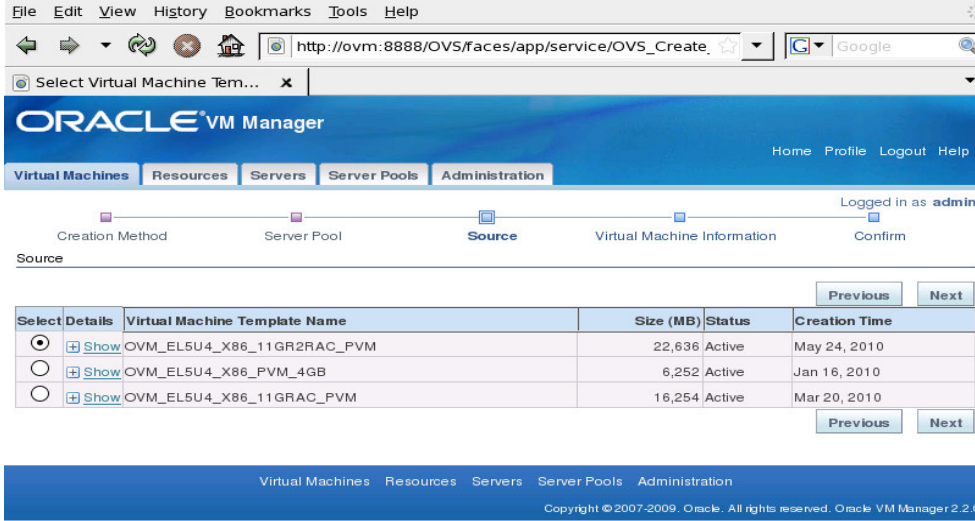 File Edit View History Bookmarks Tools Help
http://ovm:8888/OVS/faces/app/service/OVS_Create_ G Google
Select Virtual Machine Tem... x
ORACLE VM Manager
Home Profile Logout Help
Virtual Machines Resources Servers Server Pools Administration
Logged in as admin
Creation Method Server Pool Source Virtual Machine Information Confirm
Source
Previous Next
Select Details Virtual Machine Template Name Size (MB) Status Creation Time
Show OVM_EL5U4_X86_11GR2RAC_PVM 22,636 Active May 24, 2010
Show OVM_EL5U4_X86_PVM_4GB 6,252 Active Jan 16, 2010
Show OVM_EL5U4_X86_11GRAC_PVM 16,254 Active Mar 20, 2010
Previous Next
Virtual Machines Resources Servers Server Pools Administration
Copyright ©2007-2009. Oracle. All rights reserved. Oracle VM Manager 2.2.